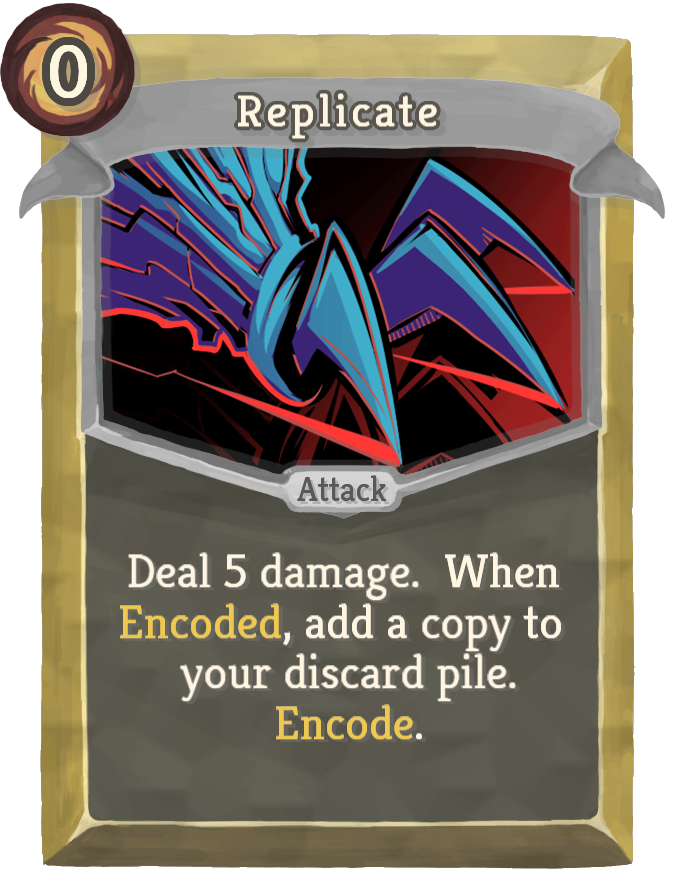 0
Replicate
Attack
Deal 5 damage. When
Encoded, add a copy to
your discard pile.
Encode.